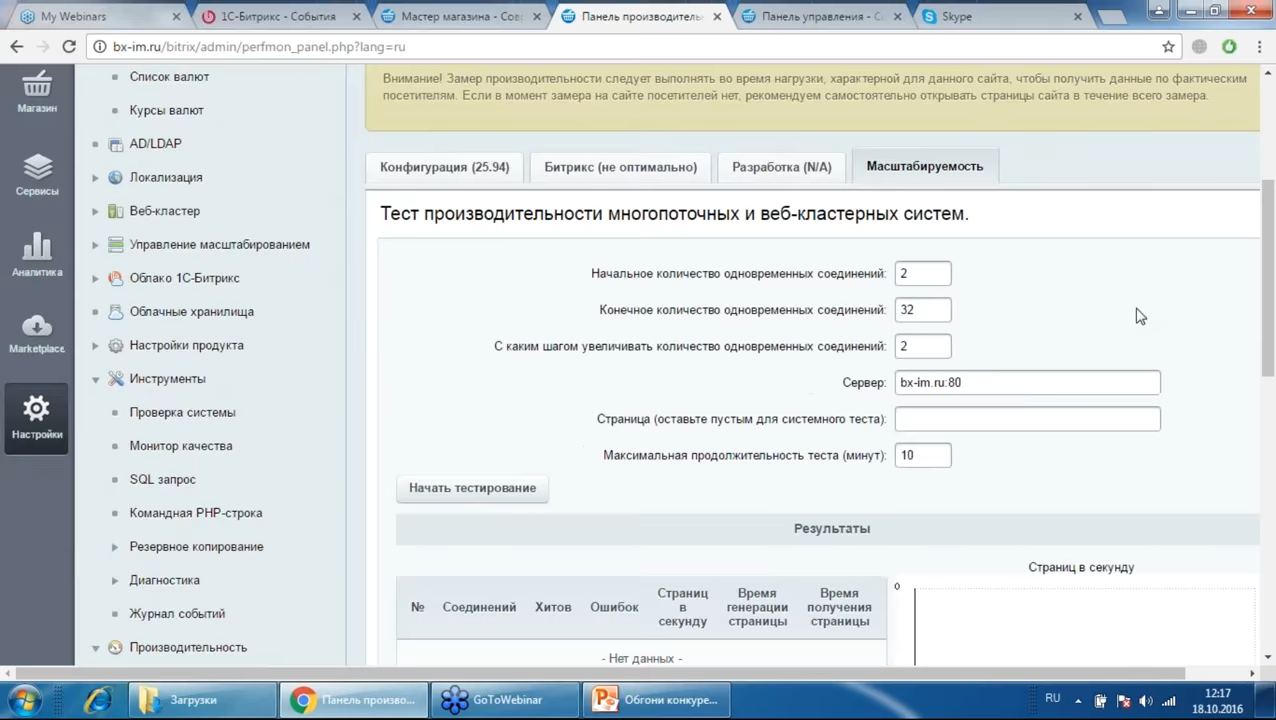 My Webinars
1С-Битрикс - События
Мастер магазина - Сов
Панель производитель
Панель управления - Со
Skype
bx-im.ru/bitrix/admin/perfmon_panel.php?lang=ru
Магазин
Сервисы
Аналитика
Marketplace
Настройки
Список валют
Курсы валют
AD/LDAP
Локализация
Веб-кластер
Управление масштабированием
Облако 1С-Битрикс
Облачные хранилища
Настройки продукта
Инструменты
Проверка системы
Монитор качества
SQL запрос
Командная PHP-строка
Резервное копирование
Диагностика
Журнал событий
Производительность
Внимание! Замер производительности следует выполнять во время нагрузки, характерной для данного сайта, чтобы получить данные по фактическим
посетителям. Если в момент замера на сайте посетителей нет, рекомендуем самостоятельно открывать страницы сайта в течение всего замера.
Конфигурация (25.94)
Битрикс (не оптимально)
Разработка (N/A)
Масштабируемость
Тест производительности многопоточных и веб-кластерных систем.
Начальное количество одновременных соединений: 2
Конечное количество одновременных соединений: 32
С каким шагом увеличивать количество одновременных соединений: 2
Сервер: bx-im.ru:80
Страница (оставьте пустым для системного теста):
Максимальная продолжительность теста (минут): 10
Начать тестирование
Результаты
№
Соединений
Хитов
Ошибок
Страниц
в
секунду
Время
генерации
страницы
Время
получения
страницы
- Нет данных -
Страниц в секунду
0
Загрузки
Панель произво...
GoToWebinar
Обгони конкуре...
RU
12:17
18.10.2016